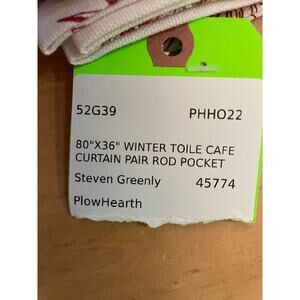 52G39 PHHO22
80"X36" WINTER TOILE CAFE
CURTAIN PAIR ROD POCKET
Steven Greenly 45774
PlowHearth